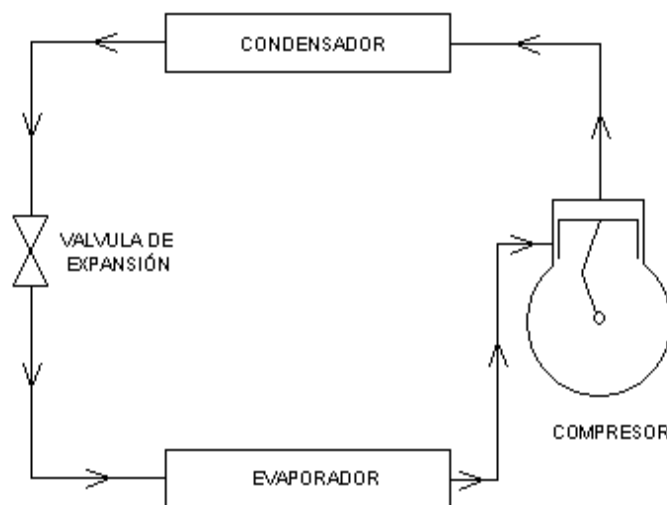 CONDENSADOR
VALVULA DE
EXPANSIÓN
COMPRESOR
EVAPORADOR